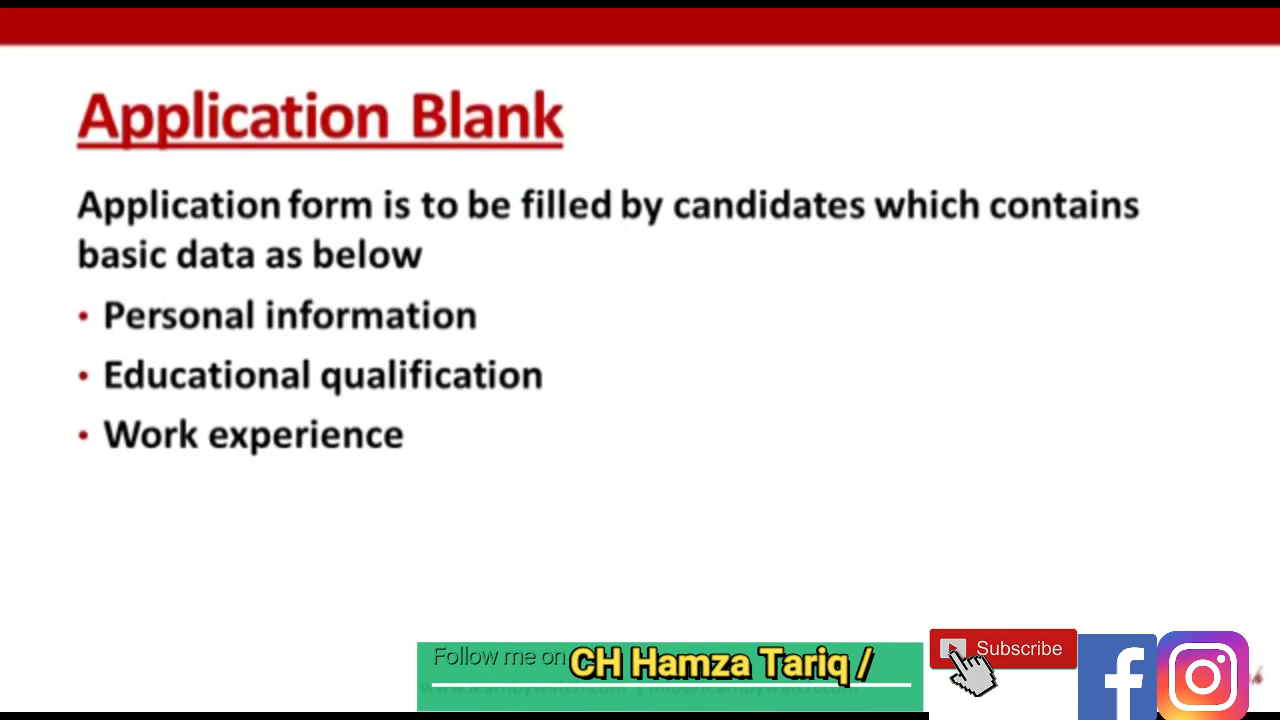 Application Blank
Application form is to be filled by candidates which contains
basic data as below
• Personal information
• Educational qualification
• Work experience
Follow me on CH Hamza Tariq /
Subscribe